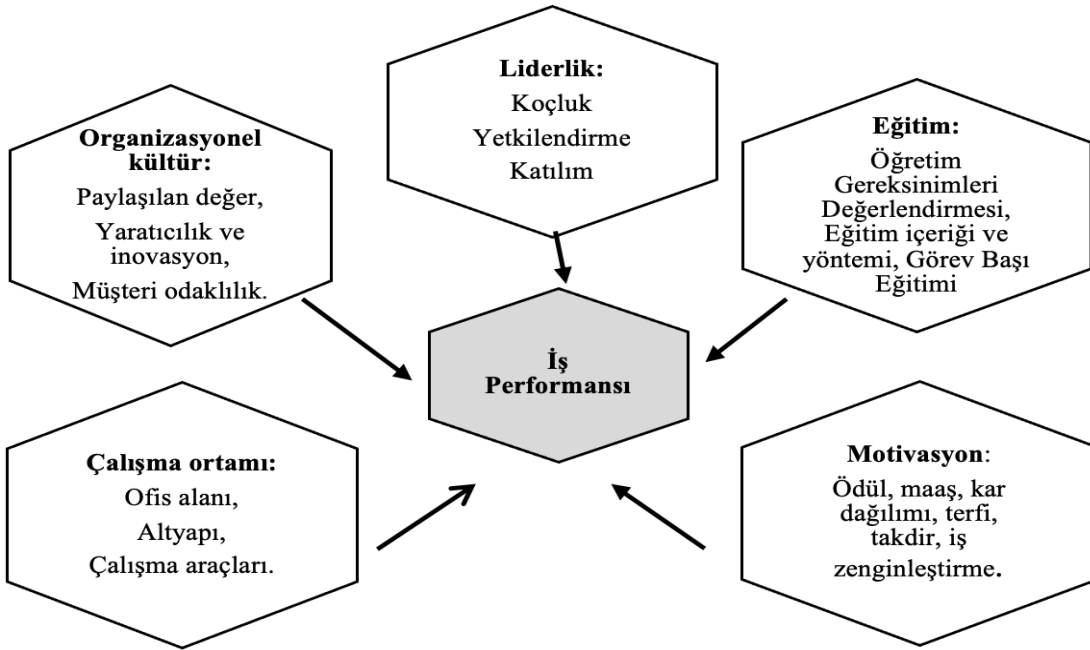 Liderlik:
Koçluk
Yetkilendirme
Katılım
Organizasyonel
kültür:
Paylaşılan değer,
Yaratıcılık ve
inovasyon,
Müşteri odaklılık.
Eğitim:
Öğretim
Gereksinimleri
Değerlendirmesi,
Eğitim içeriği ve
yöntemi, Görev Başı
Eğitimi
İş
Performansı
Çalışma ortamı:
Ofis alanı,
Altyapı,
Çalışma araçları.
Motivasyon:
Ödül, maaş, kar
dağılımı, terfi,
takdir, iş
zenginleştirme.